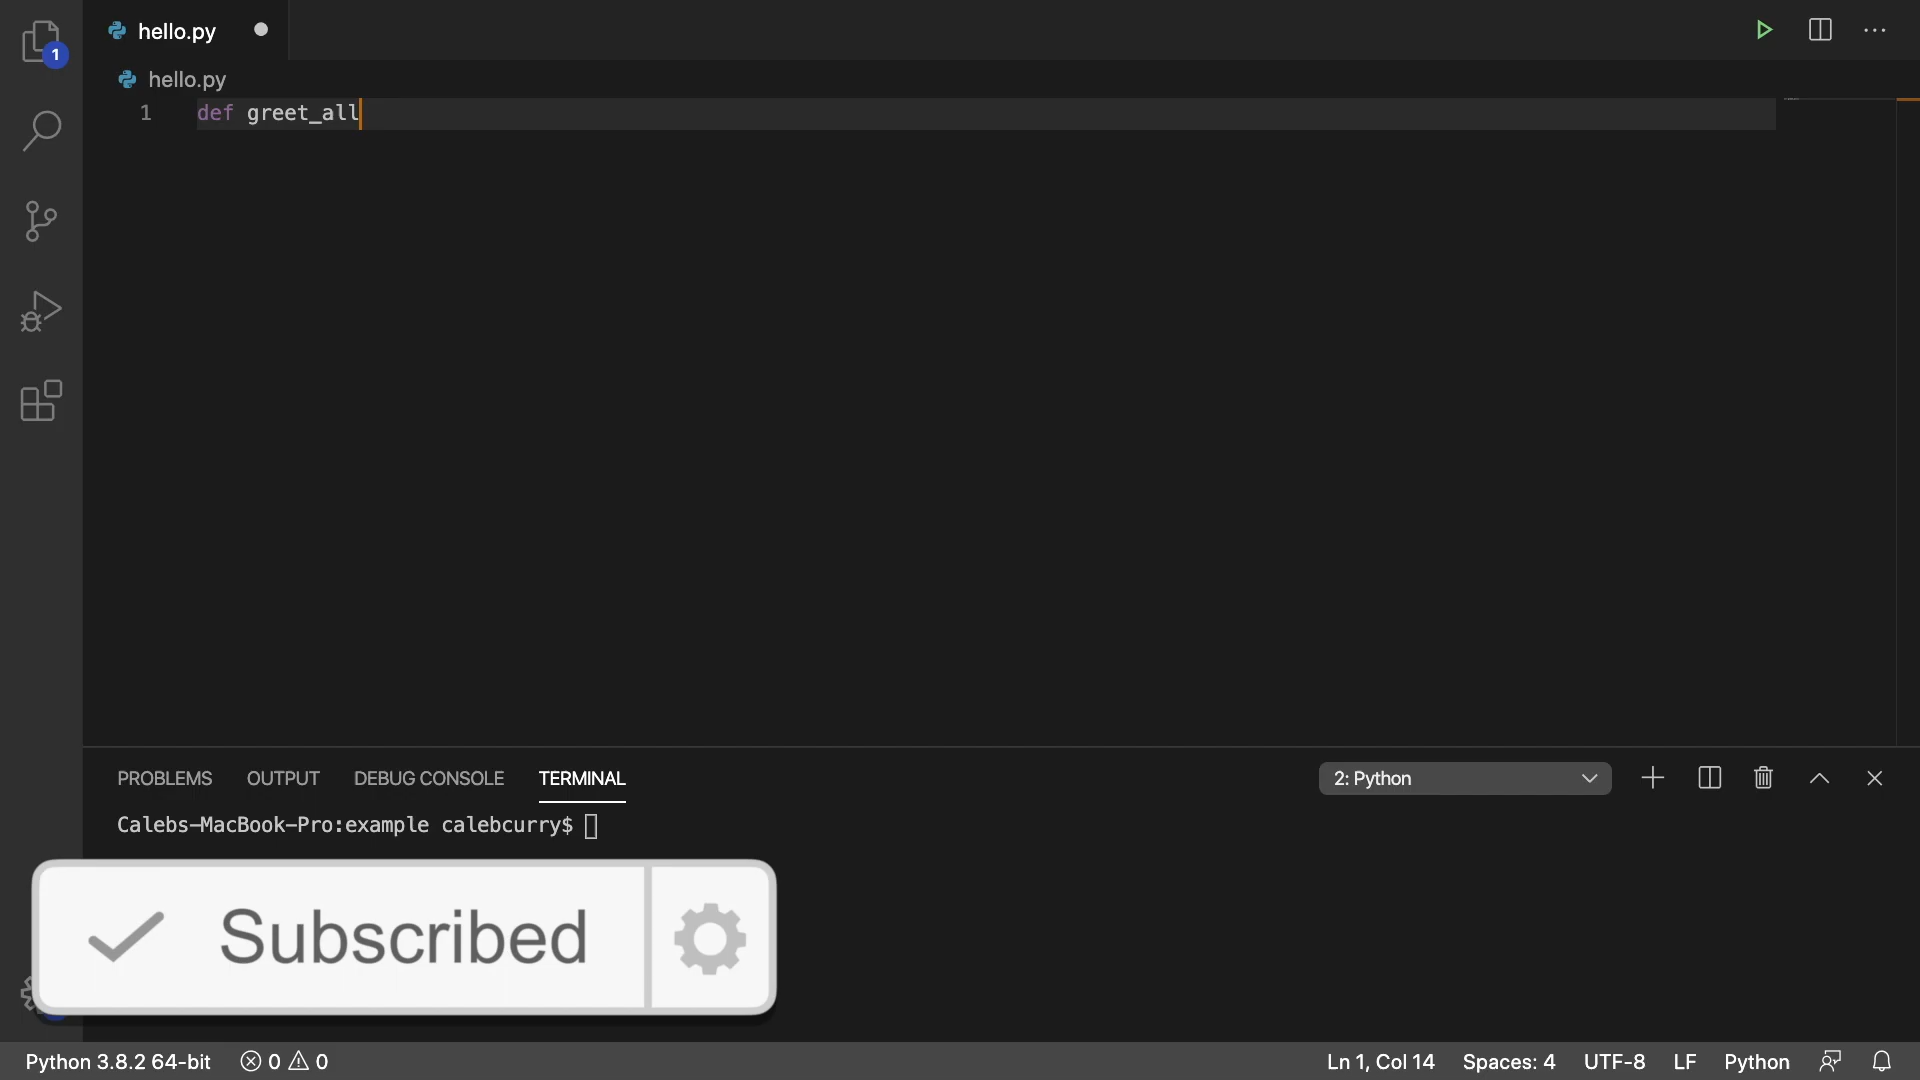 hello.py
1
hello.py
1 def greet_all
PROBLEMS OUTPUT DEBUG CONSOLE TERMINAL 2: Python
Calebs-MacBook-Pro:example calebcurry$
Subscribed
Python 3.8.2 64-bit 0 0 Ln 1, Col 14 Spaces: 4 UTF-8 LF Python